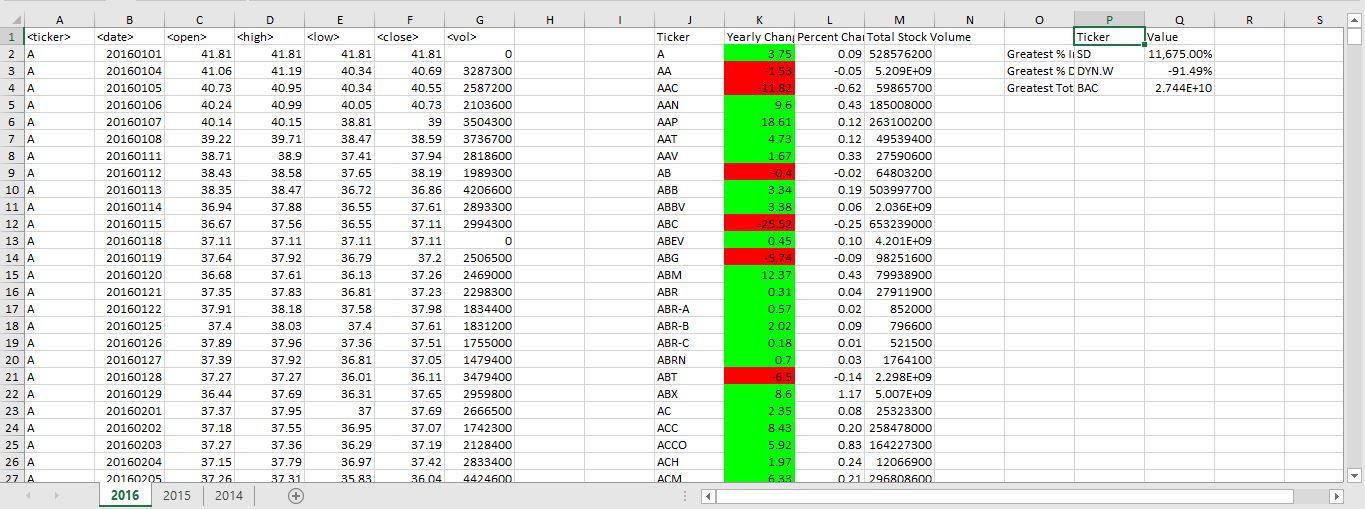 A B C D E F G H I J K L M N O P Q R S
1 <ticker> <date> <open> <high> <low> <close> <vol> Ticker Yearly Chang Percent Chai Total Stock Volume Ticker Value
2 A 20160101 41.81 41.81 41.81 41.81 0 A 3.75 0.09 528576200 Greatest % I SD 11,675.00%
3 A 20160104 41.06 41.19 40.34 40.69 3287300 AA -1.53 -0.05 5.209E+09 Greatest % D DYN.W -91.49%
4 A 20160105 40.73 40.95 40.34 40.55 2587200 AAC -11.82 -0.62 59865700 Greatest Tot BAC 2.744E+10
5 A 20160106 40.24 40.99 40.05 40.73 2103600 AAN 9.6 0.43 185008000
6 A 20160107 40.14 40.15 38.81 39 3504300 AAP 18.61 0.12 263100200
7 A 20160108 39.22 39.71 38.47 38.59 3736700 AAT 4.73 0.12 49539400
8 A 20160111 38.71 38.9 37.41 37.94 2818600 AAV 1.67 0.33 27590600
9 A 20160112 38.43 38.58 37.65 38.19 1989300 AB -0.4 -0.02 64803200
10 A 20160113 38.35 38.47 36.72 36.86 4206600 ABB 3.34 0.19 503997700
11 A 20160114 36.94 37.88 36.55 37.61 2893300 ABBV 3.38 0.06 2.036E+09
12 A 20160115 36.67 37.56 36.55 37.11 2994300 ABC -25.52 -0.25 653239000
13 A 20160118 37.11 37.11 37.11 37.11 0 ABEV 0.45 0.10 4.201E+09
14 A 20160119 37.64 37.92 36.79 37.2 2506500 ABG -5.74 -0.09 98251600
15 A 20160120 36.68 37.61 36.13 37.26 2469000 ABM 12.37 0.43 79938900
16 A 20160121 37.35 37.83 36.81 37.23 2298300 ABR 0.31 0.04 27911900
17 A 20160122 37.91 38.18 37.58 37.98 1834400 ABR-A 0.57 0.02 852000
18 A 20160125 37.4 38.03 37.4 37.61 1831200 ABR-B 2.02 0.09 796600
19 A 20160126 37.89 37.96 37.36 37.51 1755000 ABR-C 0.18 0.01 521500
20 A 20160127 37.39 37.92 36.81 37.05 1479400 ABRN 0.7 0.03 1764100
21 A 20160128 37.27 37.27 36.01 36.11 3479400 ABT -6.5 -0.14 2.298E+09
22 A 20160129 36.44 37.69 36.31 37.65 2959800 ABX 8.6 1.17 5.007E+09
23 A 20160201 37.37 37.95 37 37.69 2666500 AC 2.35 0.08 25323300
24 A 20160202 37.18 37.55 36.95 37.07 1742300 ACC 8.43 0.20 258478000
25 A 20160203 37.27 37.36 36.29 37.19 2128400 ACCO 5.92 0.83 164227300
26 A 20160204 37.15 37.79 36.97 37.42 2833400 ACH 1.97 0.24 12066900
27 A 20160205 37.26 37.31 35.83 36.04 4424600 ACM 6.33 0.21 296808600
2016 2015 2014